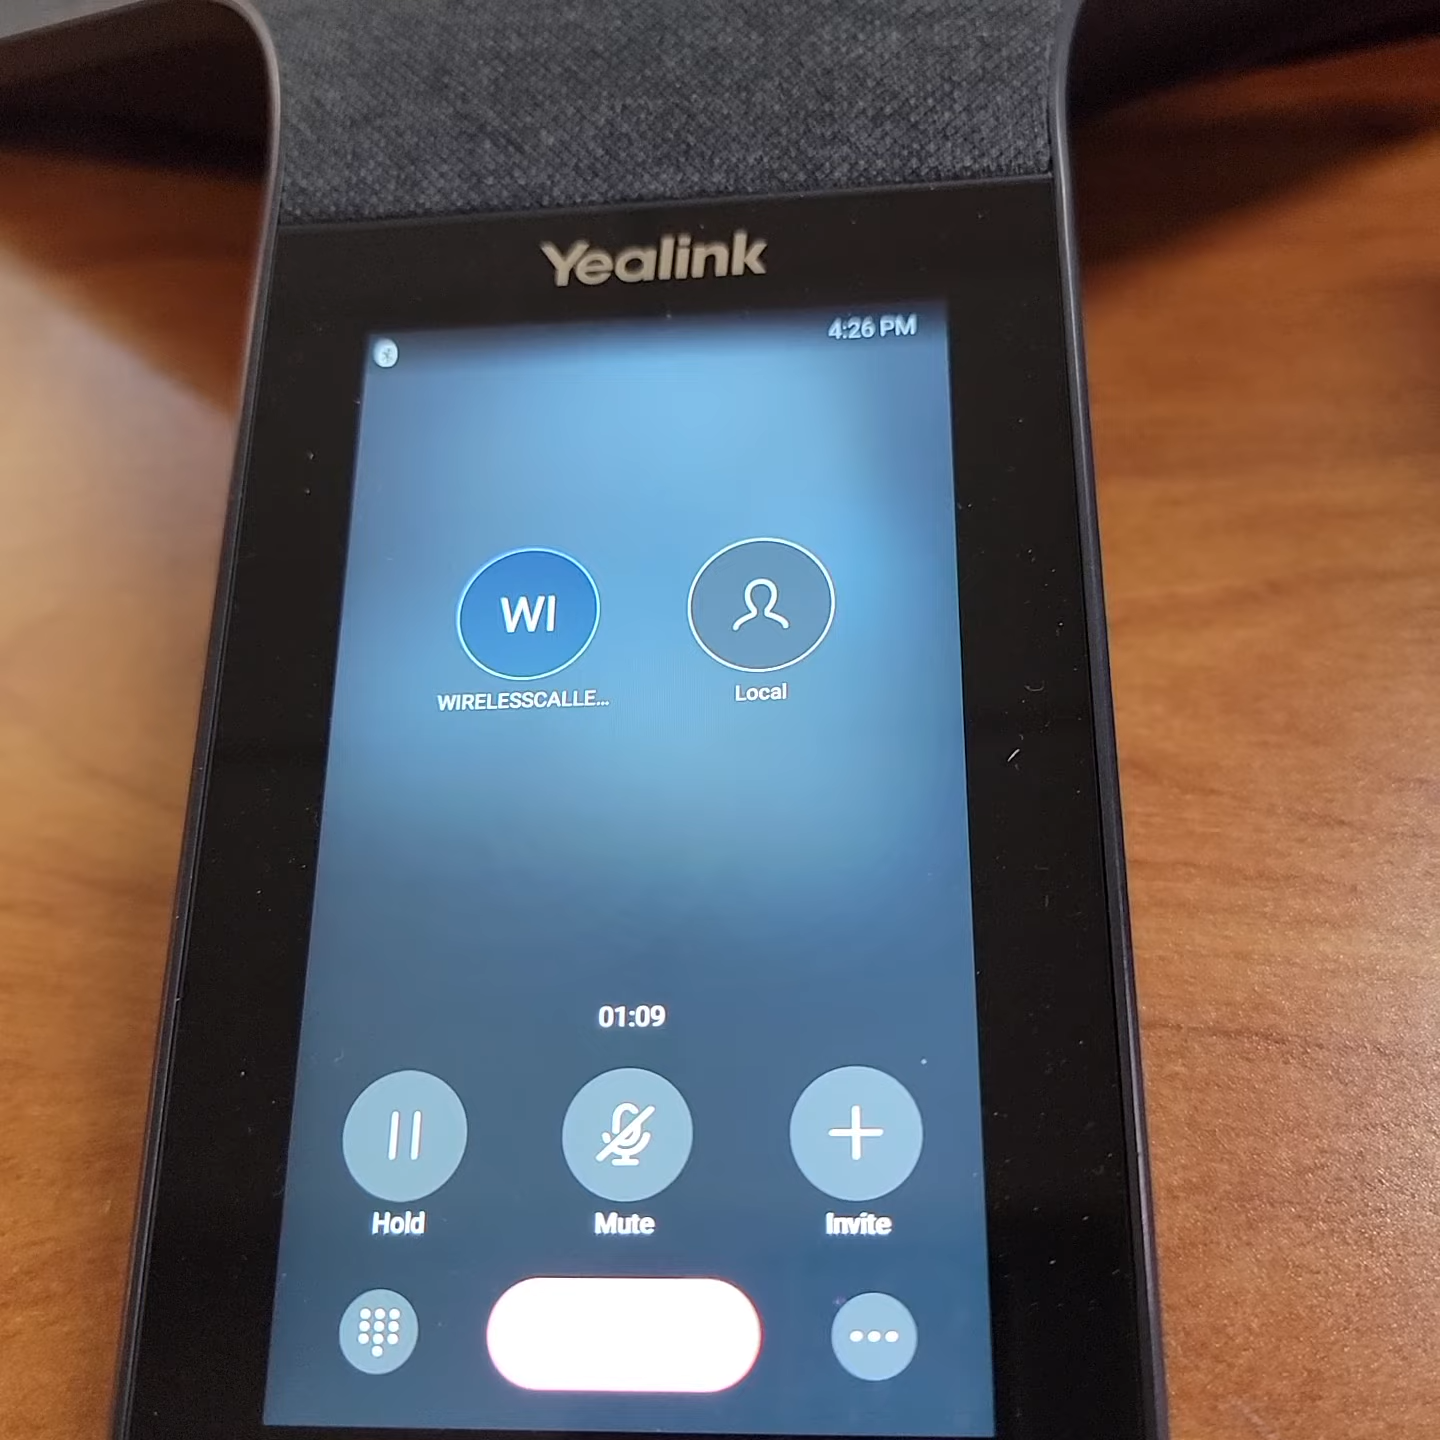 Yealink
4:26 PM
WI
WIRELESSCALLE...
Local
01:09
Hold
Mute
Invite